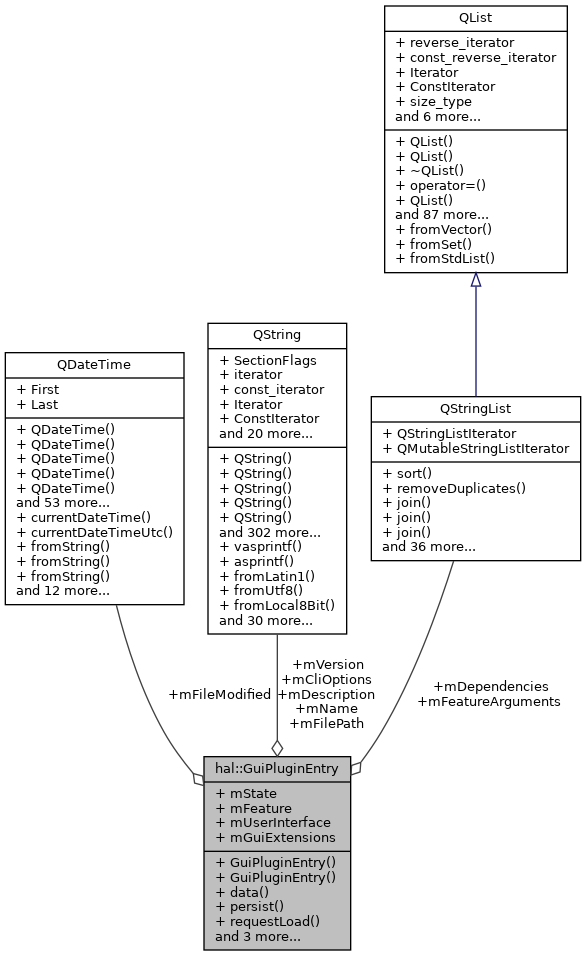 QList
+ reverse_iterator
+ const_reverse_iterator
+ Iterator
+ ConstIterator
+ size_type
and 6 more...
+ QList()
+ QList()
+ ~QList()
+ operator=()
+ QList()
and 87 more...
+ fromVector()
+ fromSet()
+ fromStdList()
QDateTime
+ First
+ Last
+ QDateTime()
+ QDateTime()
+ QDateTime()
+ QDateTime()
+ QDateTime()
and 53 more...
+ currentDateTime()
+ currentDateTimeUtc()
+ fromString()
+ fromString()
+ fromString()
and 12 more...
QString
+ SectionFlags
+ iterator
+ const_iterator
+ Iterator
+ ConstIterator
and 20 more...
+ QString()
+ QString()
+ QString()
+ QString()
+ QString()
and 302 more...
+ vasprintf()
+ asprintf()
+ fromLatin1()
+ fromUtf8()
+ fromLocal8Bit()
and 30 more...
QStringList
+ QStringListIterator
+ QMutableStringListIterator
+ sort()
+ removeDuplicates()
+ join()
+ join()
+ join()
and 36 more...
+mFileModified
+mVersion
+mCliOptions
+mDescription
+mName
+mFilePath
+mDependencies
+mFeatureArguments
hal::GuiPluginEntry
+ mState
+ mFeature
+ mUserInterface
+ mGuiExtensions
+ GuiPluginEntry()
+ GuiPluginEntry()
+ data()
+ persist()
+ requestLoad()
and 3 more...